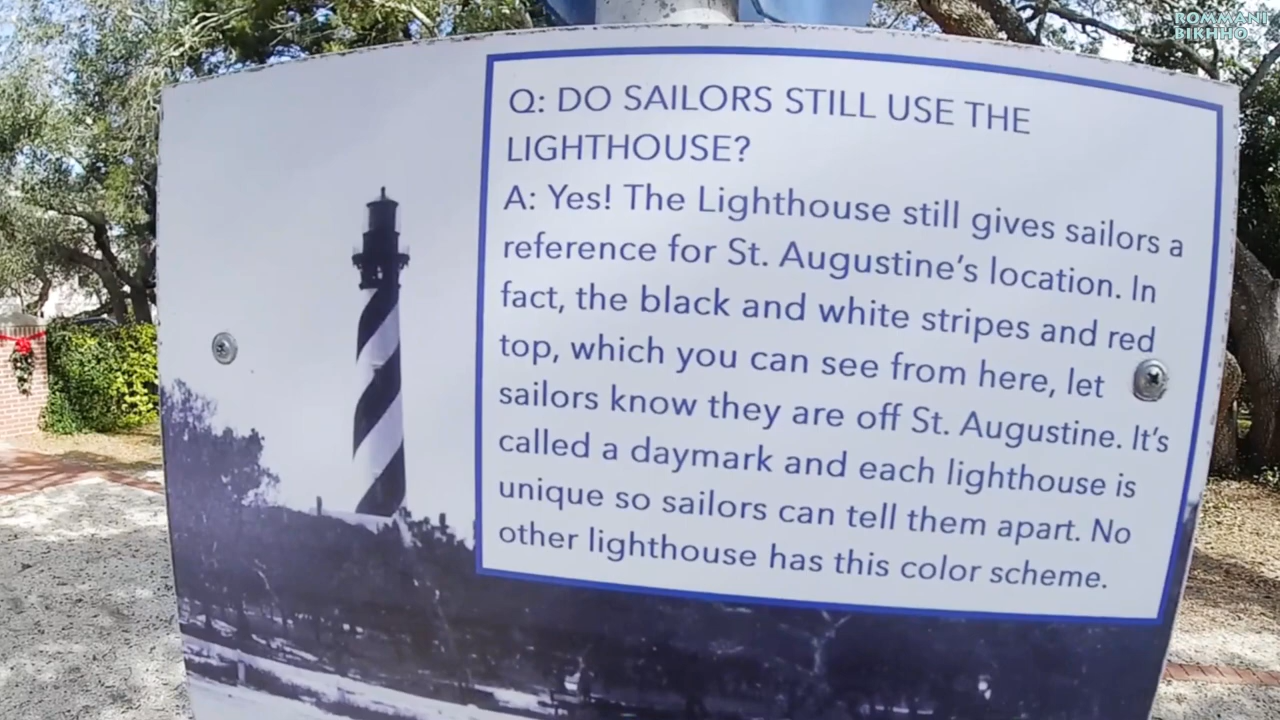 ROMMANI
BIKHHO
Q: DO SAILORS STILL USE THE
LIGHTHOUSE?
A: Yes! The Lighthouse still gives sailors a
reference for St. Augustine's location. In
fact, the black and white stripes and red
top, which you can see from here, let
sailors know they are off St. Augustine. It's
called a daymark and each lighthouse is
unique so sailors can tell them apart. No
other lighthouse has this color scheme.